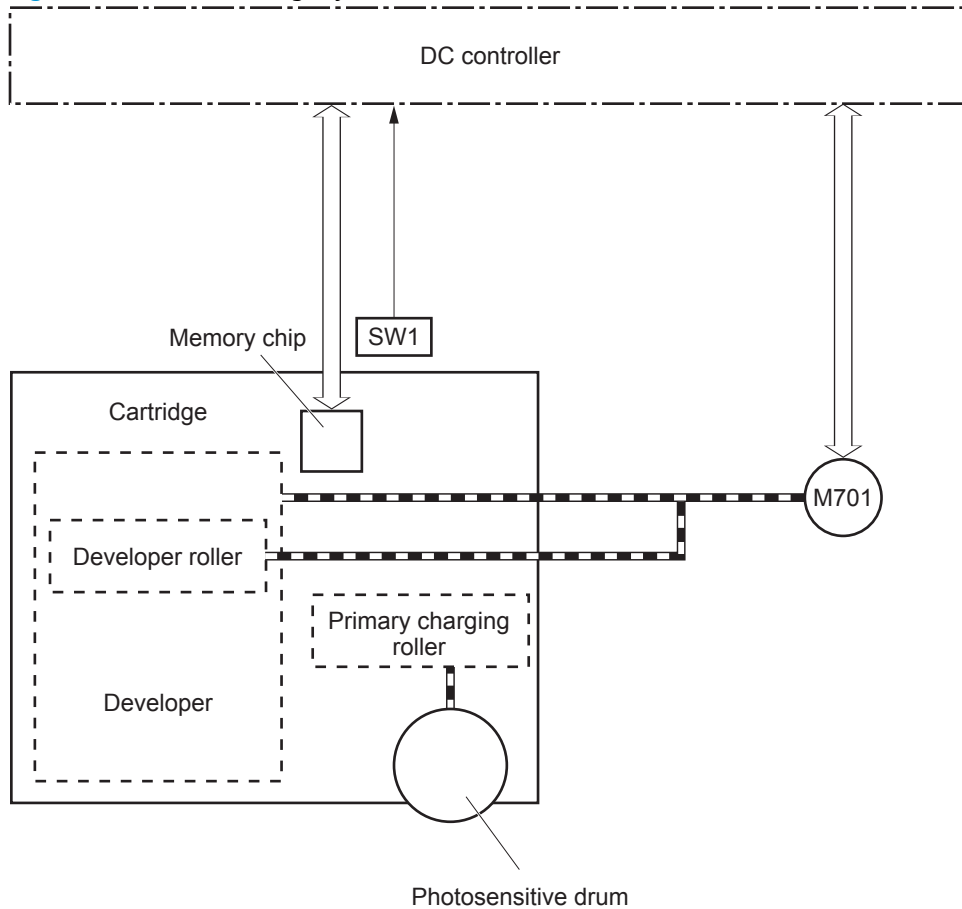 DC controller
Memory chip
SW1
Cartridge
M701
Developer roller
Primary charging
roller
Developer
Photosensitive drum